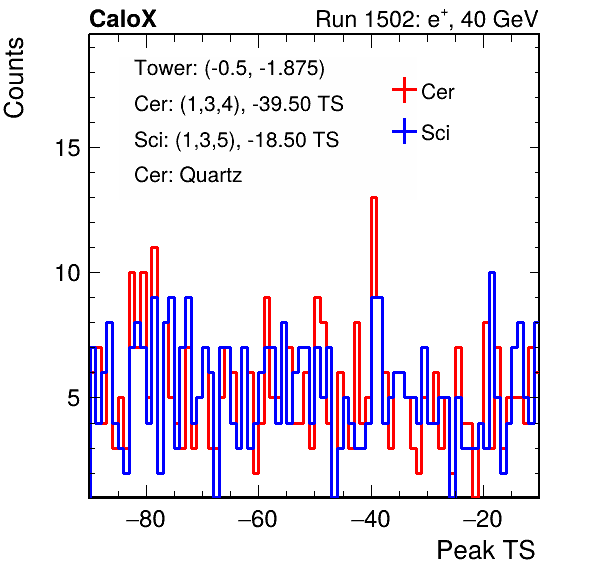 CaloX Run 1502: e⁺, 40 GeV
Counts
Tower: (-0.5, -1.875)
Cer: (1,3,4), -39.50 TS
Sci: (1,3,5), -18.50 TS
Cer: Quartz
Cer
Sci
15
10
5
−80 −60 −40 −20
Peak TS